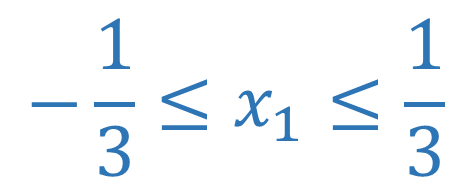 −1/3 ≤ x₁ ≤ 1/3